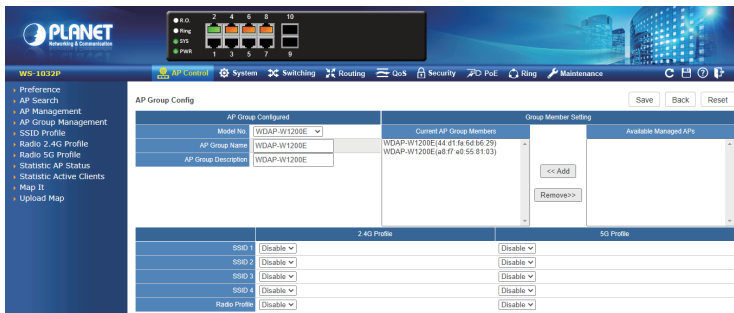 PLANET
Networking & Communication
R.O.
Ring
SYS
PWR
2 4 6 8 10
1 3 5 7 9
WS-1032P
AP Control System Switching Routing QoS Security PoE Ring Maintenance
Preference
AP Search
AP Management
AP Group Management
SSID Profile
Radio 2.4G Profile
Radio 5G Profile
Statistic AP Status
Statistic Active Clients
Map It
Upload Map
AP Group Config
Save Back Reset
AP Group Configured
Model No. WDAP-W1200E
AP Group Name WDAP-W1200E
AP Group Description WDAP-W1200E
Group Member Setting
Current AP Group Members
WDAP-W1200E(44:d1:fa:6d:b6:29)
WDAP-W1200E(a8:f7:e0:55:81:03)
<< Add
Remove>>
Available Managed APs
2.4G Profile 5G Profile
SSID 1 Disable Disable
SSID 2 Disable Disable
SSID 3 Disable Disable
SSID 4 Disable Disable
Radio Profile Disable Disable